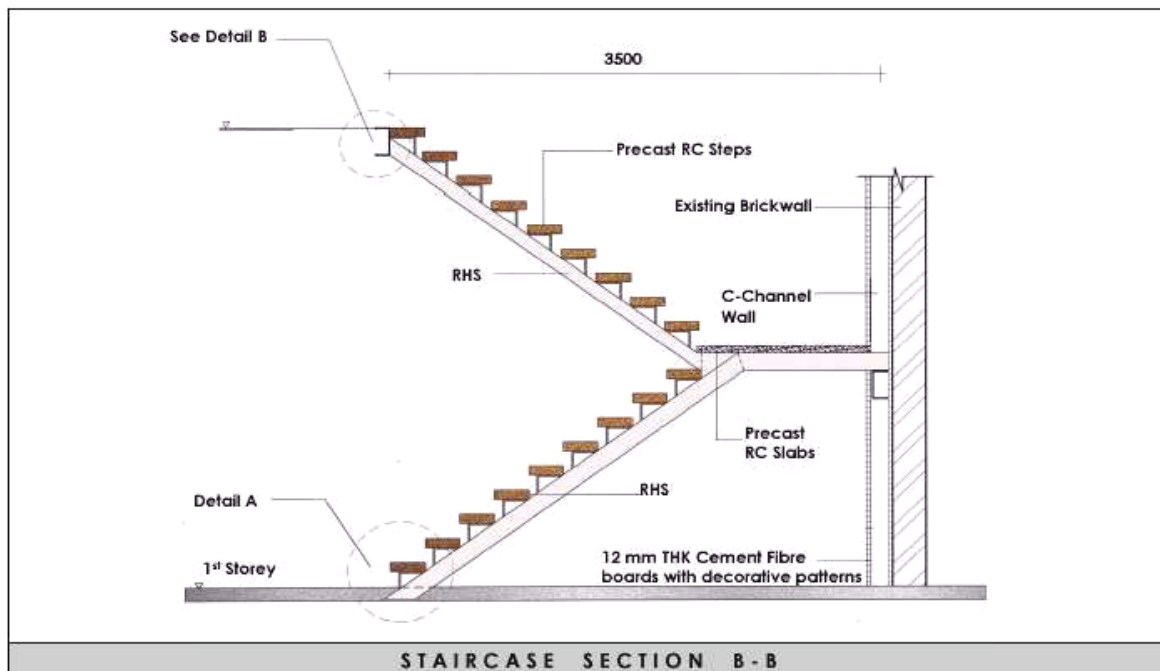 See Detail B
3500
Precast RC Steps
Existing Brickwall
RHS
C-Channel
Wall
Precast
RC Slabs
RHS
Detail A
1st Storey
12 mm THK Cement Fibre
boards with decorative patterns
STAIRCASE SECTION B-B